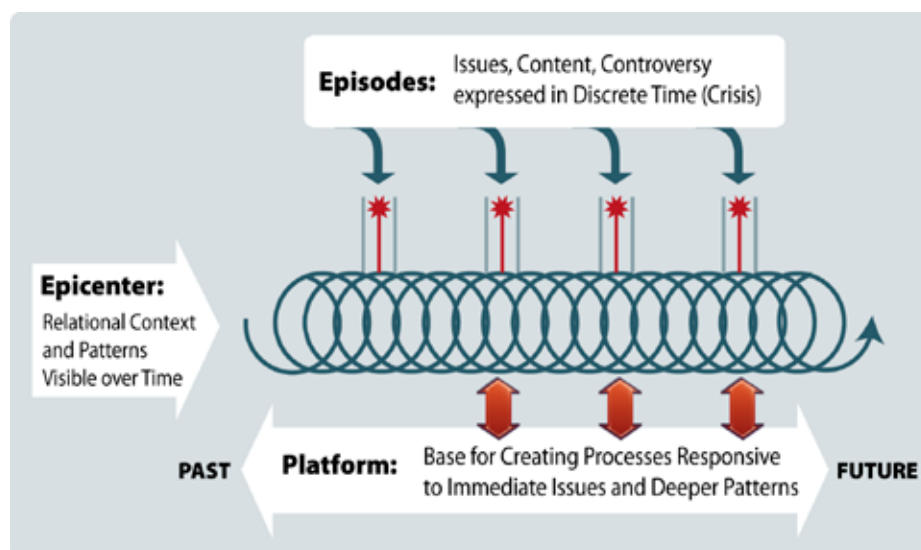 Episodes:
Issues, Content, Controversy
expressed in Discrete Time (Crisis)
Epicenter:
Relational Context
and Patterns
Visible over Time
PAST
Platform:
Base for Creating Processes Responsive
to Immediate Issues and Deeper Patterns
FUTURE